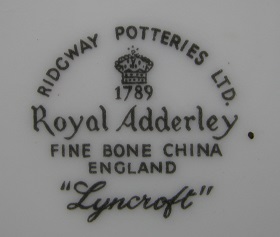 RIDGWAY POTTERIES LTD.
1789
Royal Adderley
FINE BONE CHINA
ENGLAND
"Lyncroft"